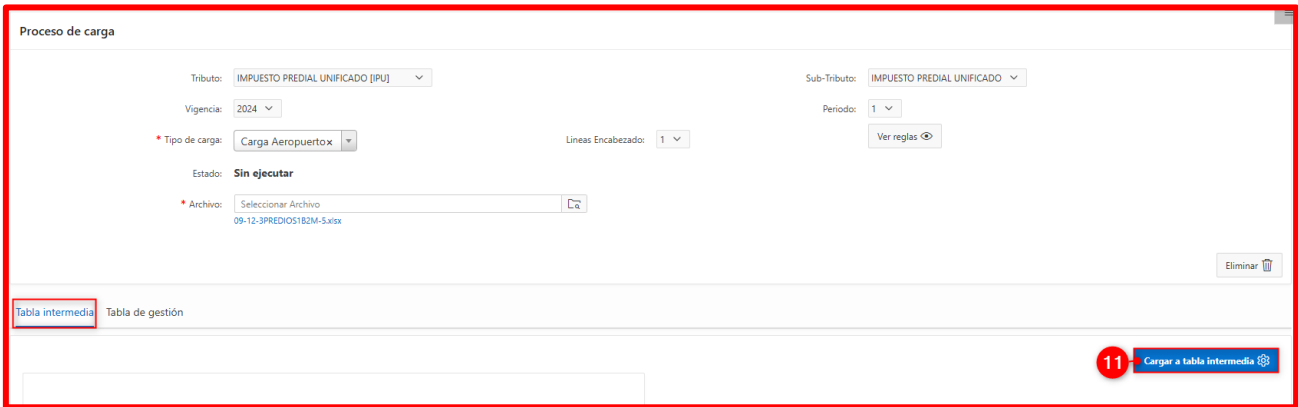 Proceso de carga
Tributo: IMPUESTO PREDIAL UNIFICADO [IPU] Sub-Tributo: IMPUESTO PREDIAL UNIFICADO
Vigencia: 2024 Periodo: 1
* Tipo de carga: Carga Aeropuerto× Lineas Encabezado: 1 Ver reglas
Estado: Sin ejecutar
* Archivo: Seleccionar Archivo
09-12-3PREDIOS1B2M-5.xlsx
Eliminar
Tabla intermedia Tabla de gestión
11 Cargar a tabla intermedia